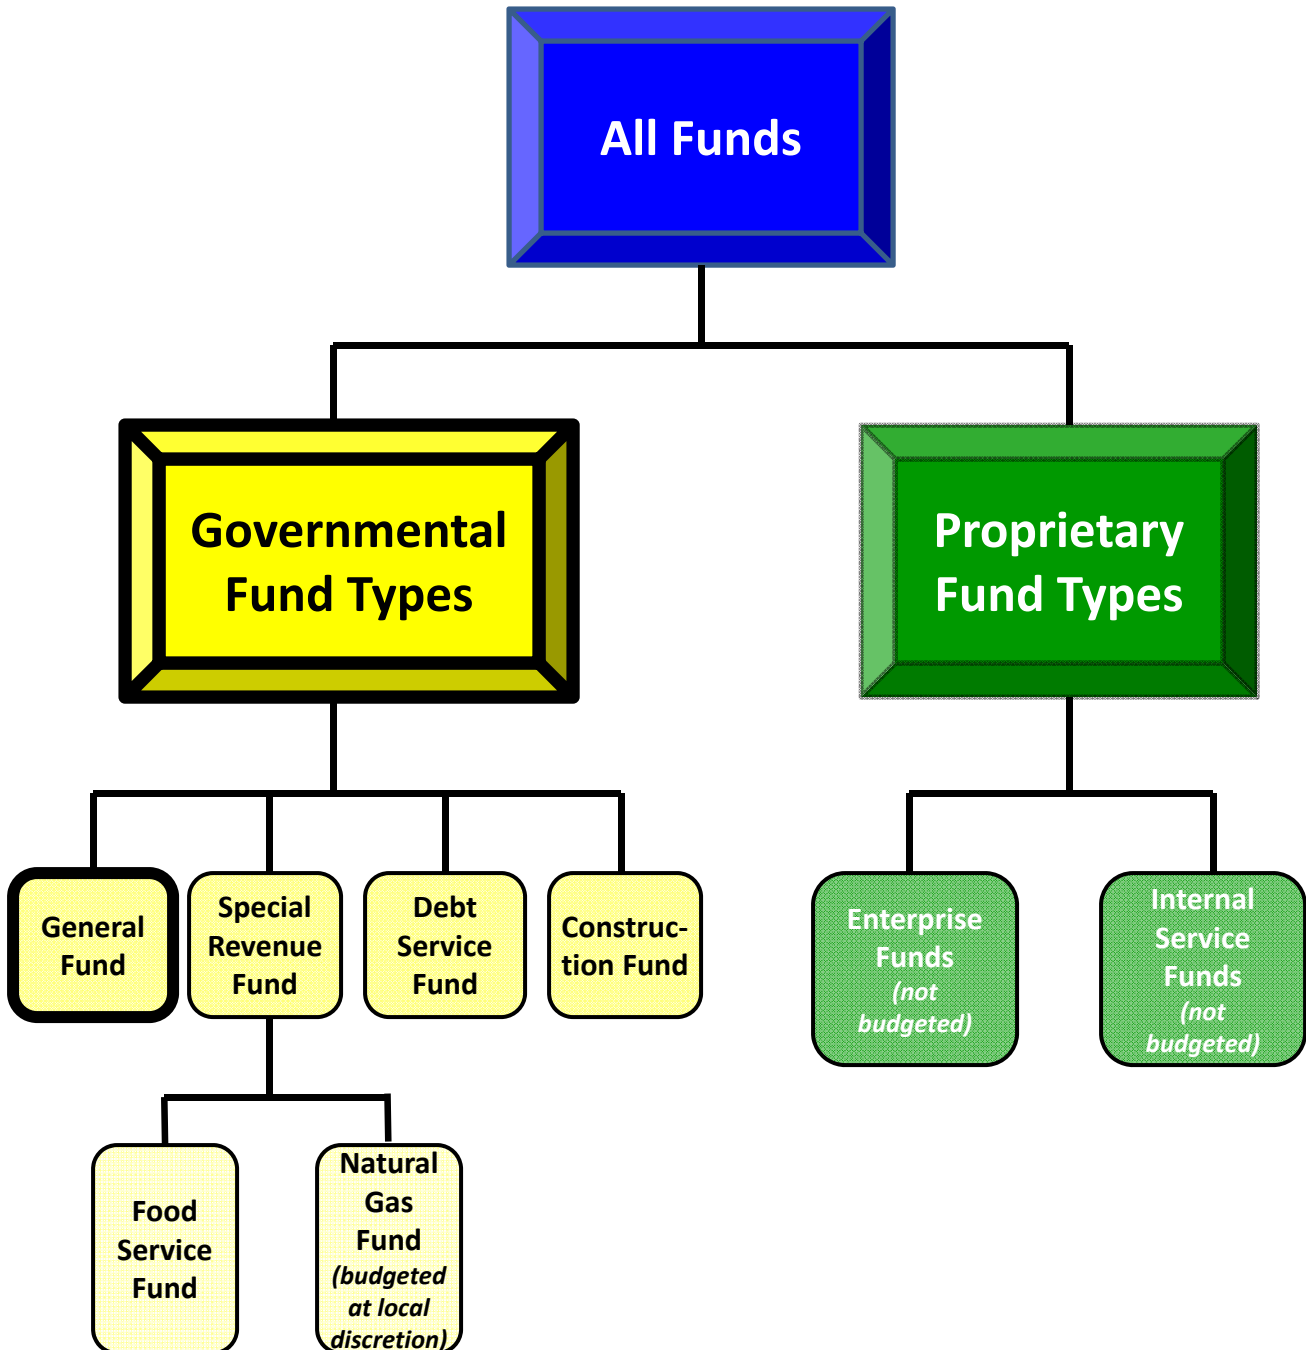 All Funds
Governmental
Fund Types
Proprietary
Fund Types
General
Fund
Special
Revenue
Fund
Debt
Service
Fund
Construc-
tion Fund
Enterprise
Funds
(not
budgeted)
Internal
Service
Funds
(not
budgeted)
Food
Service
Fund
Natural
Gas
Fund
(budgeted
at local
discretion)